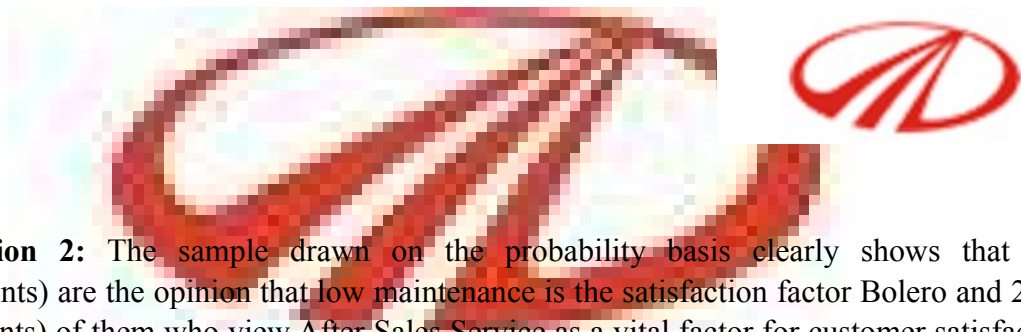 ion 2: The sample drawn on the probability basis clearly shows that
nts) are the opinion that low maintenance is the satisfaction factor Bolero and 2
nts) of them who view After Sales Service as a vital factor for customer satisfac